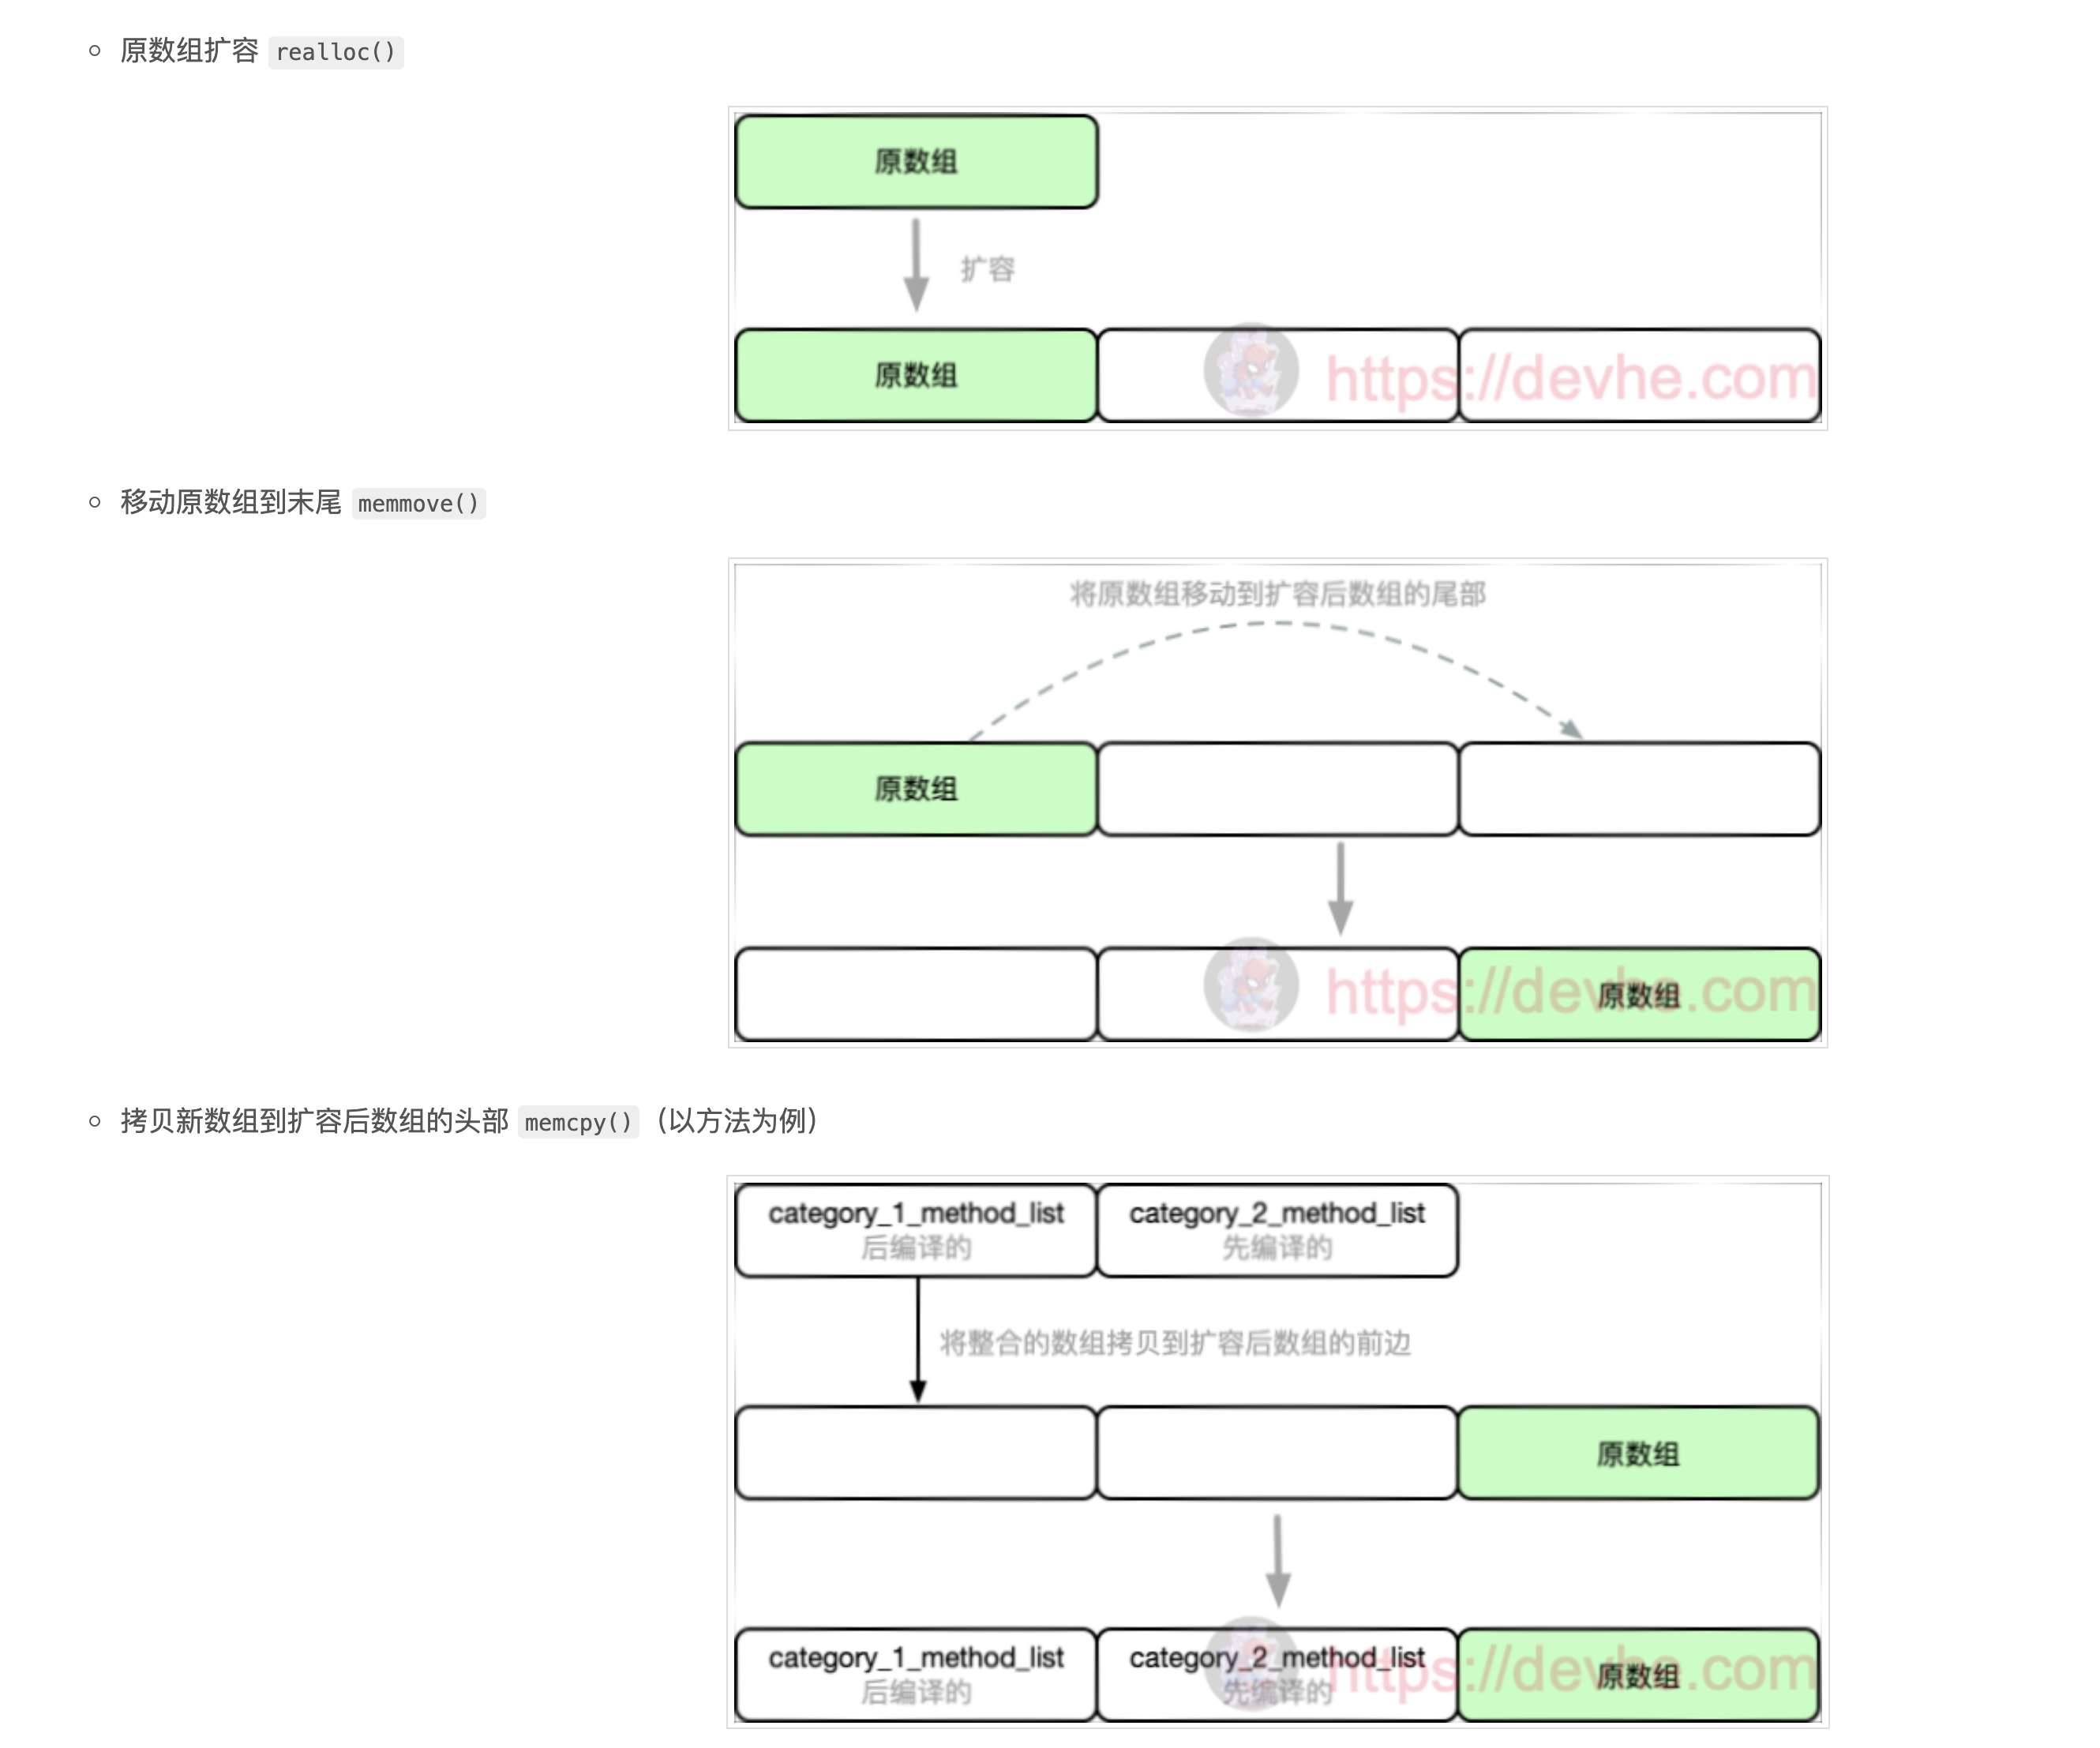 原数组扩容 realloc()
原数组
扩容
原数组
https://devhe.com
移动原数组到末尾 memmove()
将原数组移动到扩容后数组的尾部
原数组
原数组
https://devhe.com
拷贝新数组到扩容后数组的头部 memcpy()（以方法为例）
category_1_method_list category_2_method_list
后编译的 先编译的
将整合的数组拷贝到扩容后数组的前边
原数组
category_1_method_list category_2_method_list
后编译的 先编译的
原数组
https://devhe.com